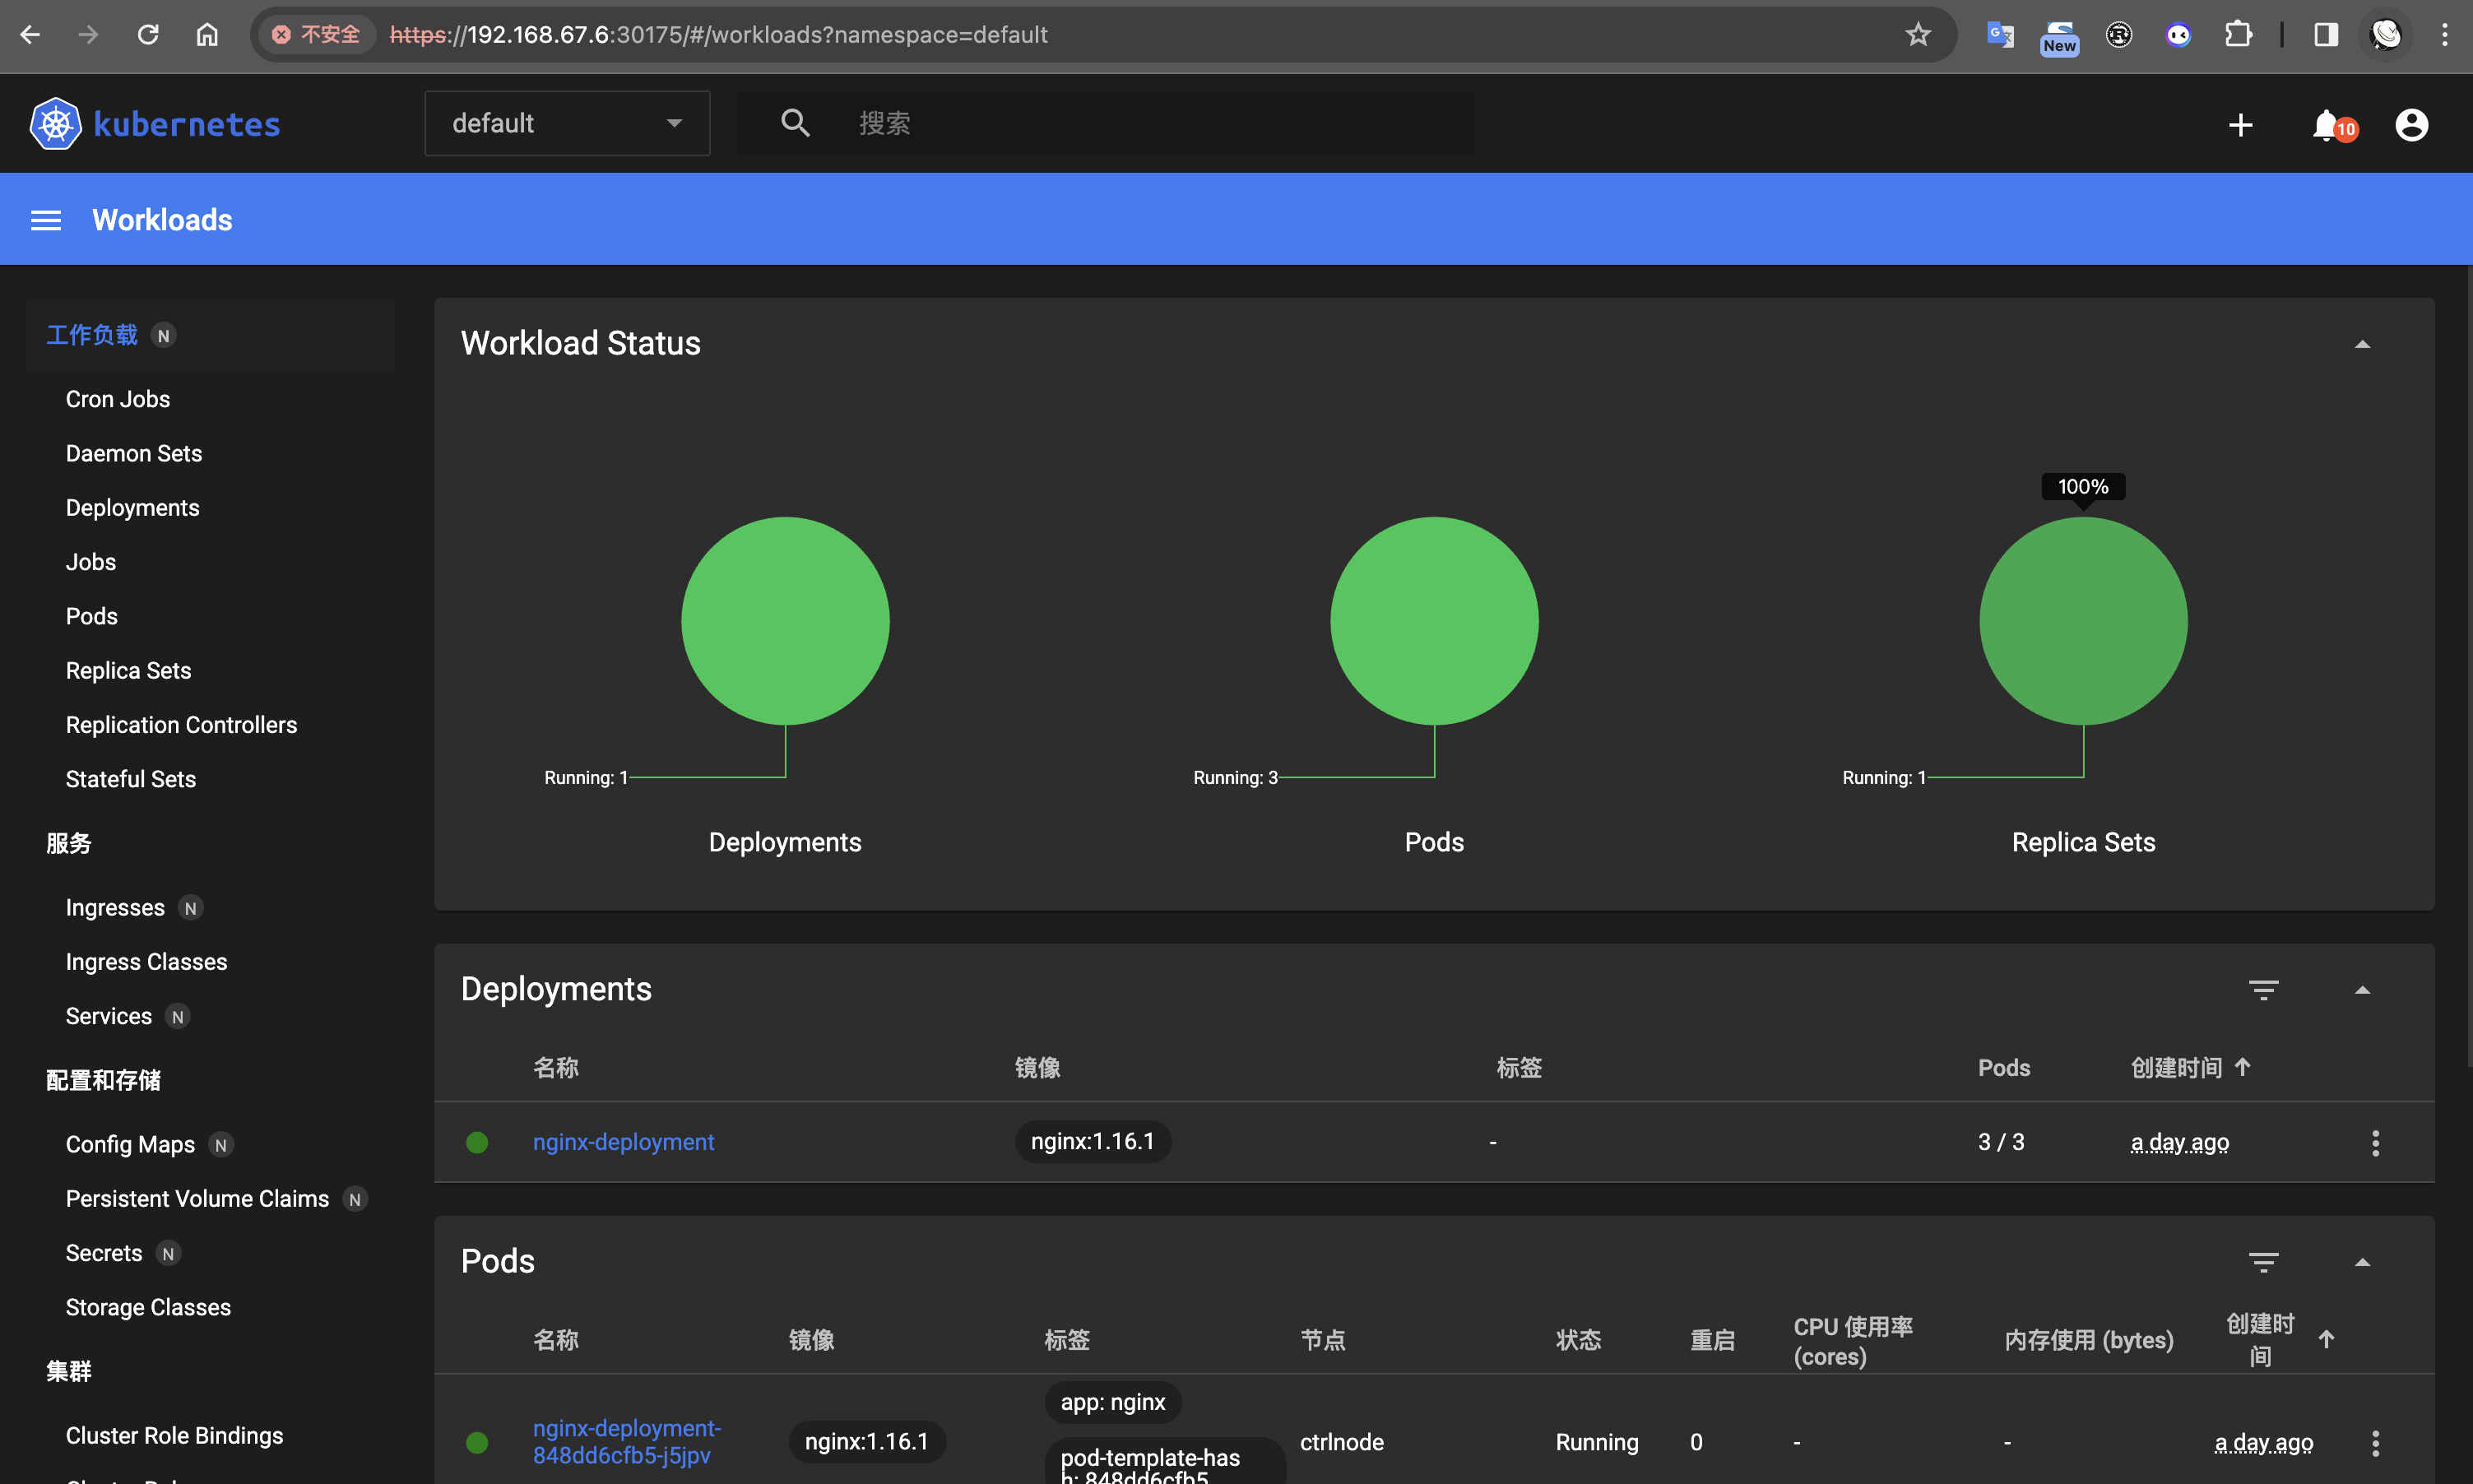 不安全 https://192.168.67.6:30175/#/workloads?namespace=default
New
kubernetes
default
搜索
10
Workloads
工作负载 N
Cron Jobs
Daemon Sets
Deployments
Jobs
Pods
Replica Sets
Replication Controllers
Stateful Sets
服务
Ingresses N
Ingress Classes
Services N
配置和存储
Config Maps N
Persistent Volume Claims N
Secrets N
Storage Classes
集群
Cluster Role Bindings
Workload Status
100%
Running: 1
Running: 3
Running: 1
Deployments
Pods
Replica Sets
Deployments
名称 镜像 标签 Pods 创建时间
nginx-deployment nginx:1.16.1 - 3 / 3 a day ago
Pods
名称 镜像 标签 节点 状态 重启 CPU 使用率 (cores) 内存使用 (bytes) 创建时间
nginx-deployment-
848dd6cfb5-j5jpv
nginx:1.16.1
app: nginx
pod-template-has
h: 848dd6cfb5
ctrlnode Running 0 - - a day ago